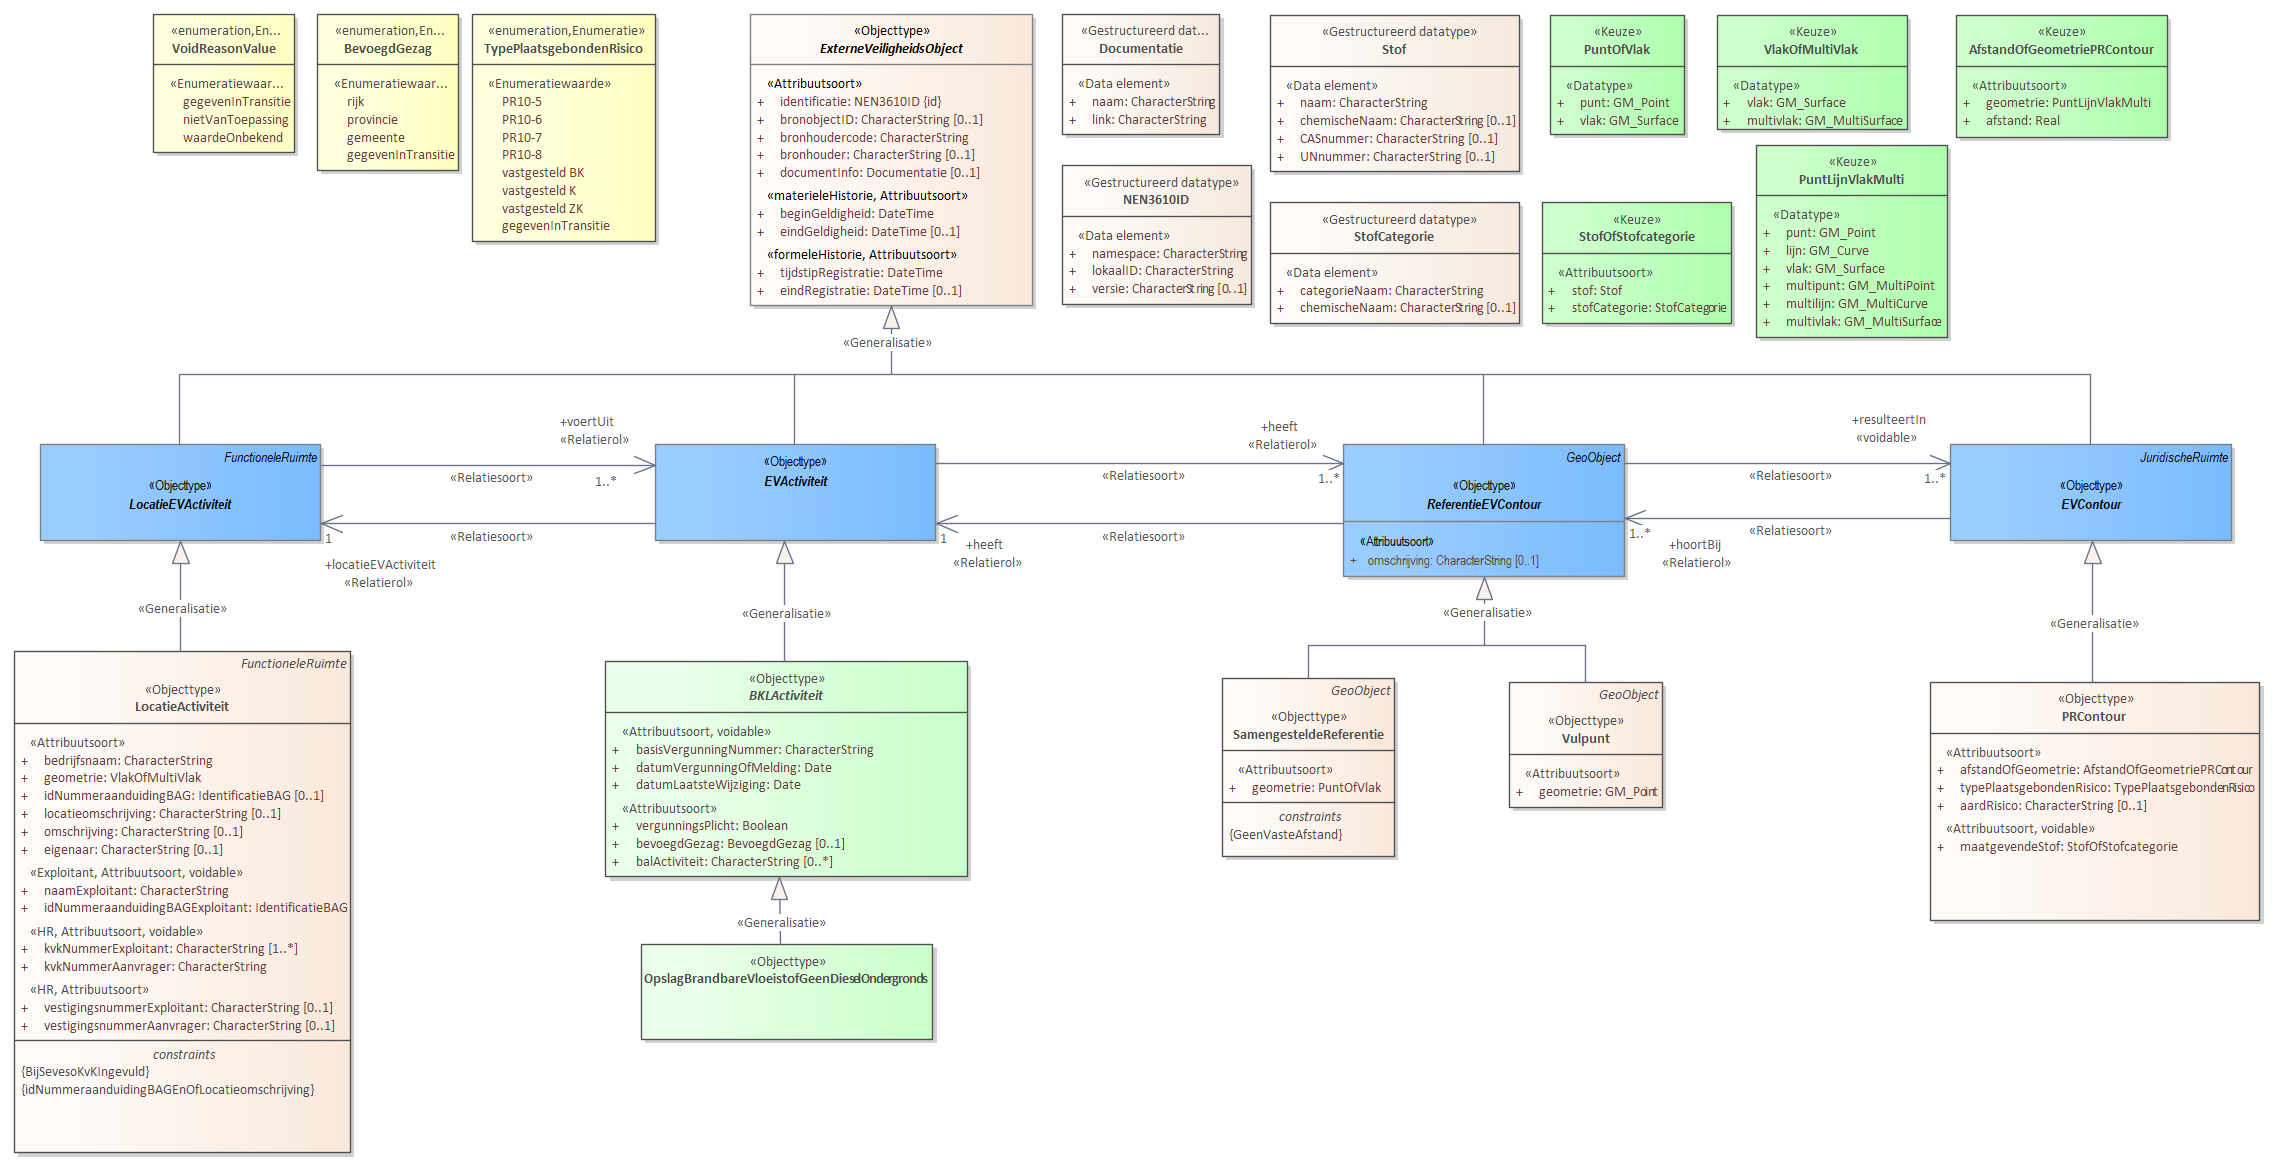 «enumeration,En...
VoidReasonValue
«Enumeratiewaar...
gegevenInTransitie
nietVanToepassing
waardeOnbekend
«enumeration,En...
BevoegdGezag
«Enumeratiewaar...
rijk
provincie
gemeente
gegevenInTransitie
«enumeration,Enumeratie»
TypePlaatsgebondenRisico
«Enumeratiewaarde»
PR10-5
PR10-6
PR10-7
PR10-8
vastgesteld BK
vastgesteld K
vastgesteld ZK
gegevenInTransitie
«Objecttype»
ExterneVeiligheidsObject
«Attribuutsoort»
+ identificatie: NEN3610ID {id}
+ bronobjectID: CharacterString [0..1]
+ bronhoudercode: CharacterString
+ bronhouder: CharacterString [0..1]
+ documentInfo: Documentatie [0..1]
«materieleHistorie, Attribuutsoort»
+ beginGeldigheid: DateTime
+ eindGeldigheid: DateTime [0..1]
«formeleHistorie, Attribuutsoort»
+ tijdstipRegistratie: DateTime
+ eindRegistratie: DateTime [0..1]
«Gestructureerd dat...
Documentatie
«Data element»
+ naam: CharacterString
+ link: CharacterString
«Gestructureerd datatype»
NEN3610ID
«Data element»
+ namespace: CharacterString
+ lokaalID: CharacterString
+ versie: CharacterString [0..1]
«Gestructureerd datatype»
Stof
«Data element»
+ naam: CharacterString
+ chemischeNaam: CharacterString [0..1]
+ CASnummer: CharacterString [0..1]
+ UNnummer: CharacterString [0..1]
«Gestructureerd datatype»
StofCategorie
«Data element»
+ categorieNaam: CharacterString
+ chemischeNaam: CharacterString [0..1]
«Keuze»
PuntOfVlak
«Datatype»
+ punt: GM_Point
+ vlak: GM_Surface
«Keuze»
VlakOfMultiVlak
«Datatype»
+ vlak: GM_Surface
+ multivlak: GM_MultiSurface
«Keuze»
AfstandOfGeometriePRContour
«Attribuutsoort»
+ geometrie: PuntLijnVlakMulti
+ afstand: Real
«Keuze»
StofOfStofcategorie
«Attribuutsoort»
+ stof: Stof
+ stofCategorie: StofCategorie
«Keuze»
PuntLijnVlakMulti
«Datatype»
+ punt: GM_Point
+ lijn: GM_Curve
+ vlak: GM_Surface
+ multipunt: GM_MultiPoint
+ multilijn: GM_MultiCurve
+ multivlak: GM_MultiSurface
«Generalisatie»
FunctioneleRuimte
«Objecttype»
LocatieEVActiviteit
+voertUit
«Relatierol»
«Relatiesoort»
1..*
«Relatiesoort»
1
+locatieEVActiviteit
«Relatierol»
«Objecttype»
EVActiviteit
+heeft
«Relatierol»
«Relatiesoort»
1..*
«Relatiesoort»
1
+heeft
«Relatierol»
GeoObject
«Objecttype»
ReferentieEVContour
«Attribuutsoort»
+ omschrijving: CharacterString [0..1]
+resulteertIn
«voidable»
«Relatiesoort»
1..*
«Relatiesoort»
1..*
+hoortBij
«Relatierol»
JuridischeRuimte
«Objecttype»
EVContour
«Generalisatie»
«Generalisatie»
«Generalisatie»
«Generalisatie»
FunctioneleRuimte
«Objecttype»
LocatieActiviteit
«Attribuutsoort»
+ bedrijfsnaam: CharacterString
+ geometrie: VlakOfMultiVlak
+ idNummeraanduidingBAG: IdentificatieBAG [0..1]
+ locatieomschrijving: CharacterString [0..1]
+ omschrijving: CharacterString [0..1]
+ eigenaar: CharacterString [0..1]
«Exploitant, Attribuutsoort, voidable»
+ naamExploitant: CharacterString
+ idNummeraanduidingBAGExploitant: IdentificatieBAG
«HR, Attribuutsoort, voidable»
+ kvkNummerExploitant: CharacterString [1..*]
+ kvkNummerAanvrager: CharacterString
«HR, Attribuutsoort»
+ vestigingsnummerExploitant: CharacterString [0..1]
+ vestigingsnummerAanvrager: CharacterString [0..1]
constraints
{BijSevesoKvKIngevuld}
{idNummeraanduidingBAGEnOfLocatieomschrijving}
«Objecttype»
BKLActiviteit
«Attribuutsoort, voidable»
+ basisVergunningNummer: CharacterString
+ datumVergunningOfMelding: Date
+ datumLaatsteWijziging: Date
«Attribuutsoort»
+ vergunningsPlicht: Boolean
+ bevoegdGezag: BevoegdGezag [0..1]
+ balActiviteit: CharacterString [0..*]
«Generalisatie»
«Objecttype»
OpslagBrandbareVloeistofGeenDieselOndergronds
GeoObject
«Objecttype»
SamengesteldeReferentie
«Attribuutsoort»
+ geometrie: PuntOfVlak
constraints
{GeenVasteAfstand}
GeoObject
«Objecttype»
Vulpunt
«Attribuutsoort»
+ geometrie: GM_Point
«Objecttype»
PRContour
«Attribuutsoort»
+ afstandOfGeometrie: AfstandOfGeometriePRContour
+ typePlaatsgebondenRisico: TypePlaatsgebondenRisico
+ aardRisico: CharacterString [0..1]
«Attribuutsoort, voidable»
+ maatgevendeStof: StofOfStofcategorie